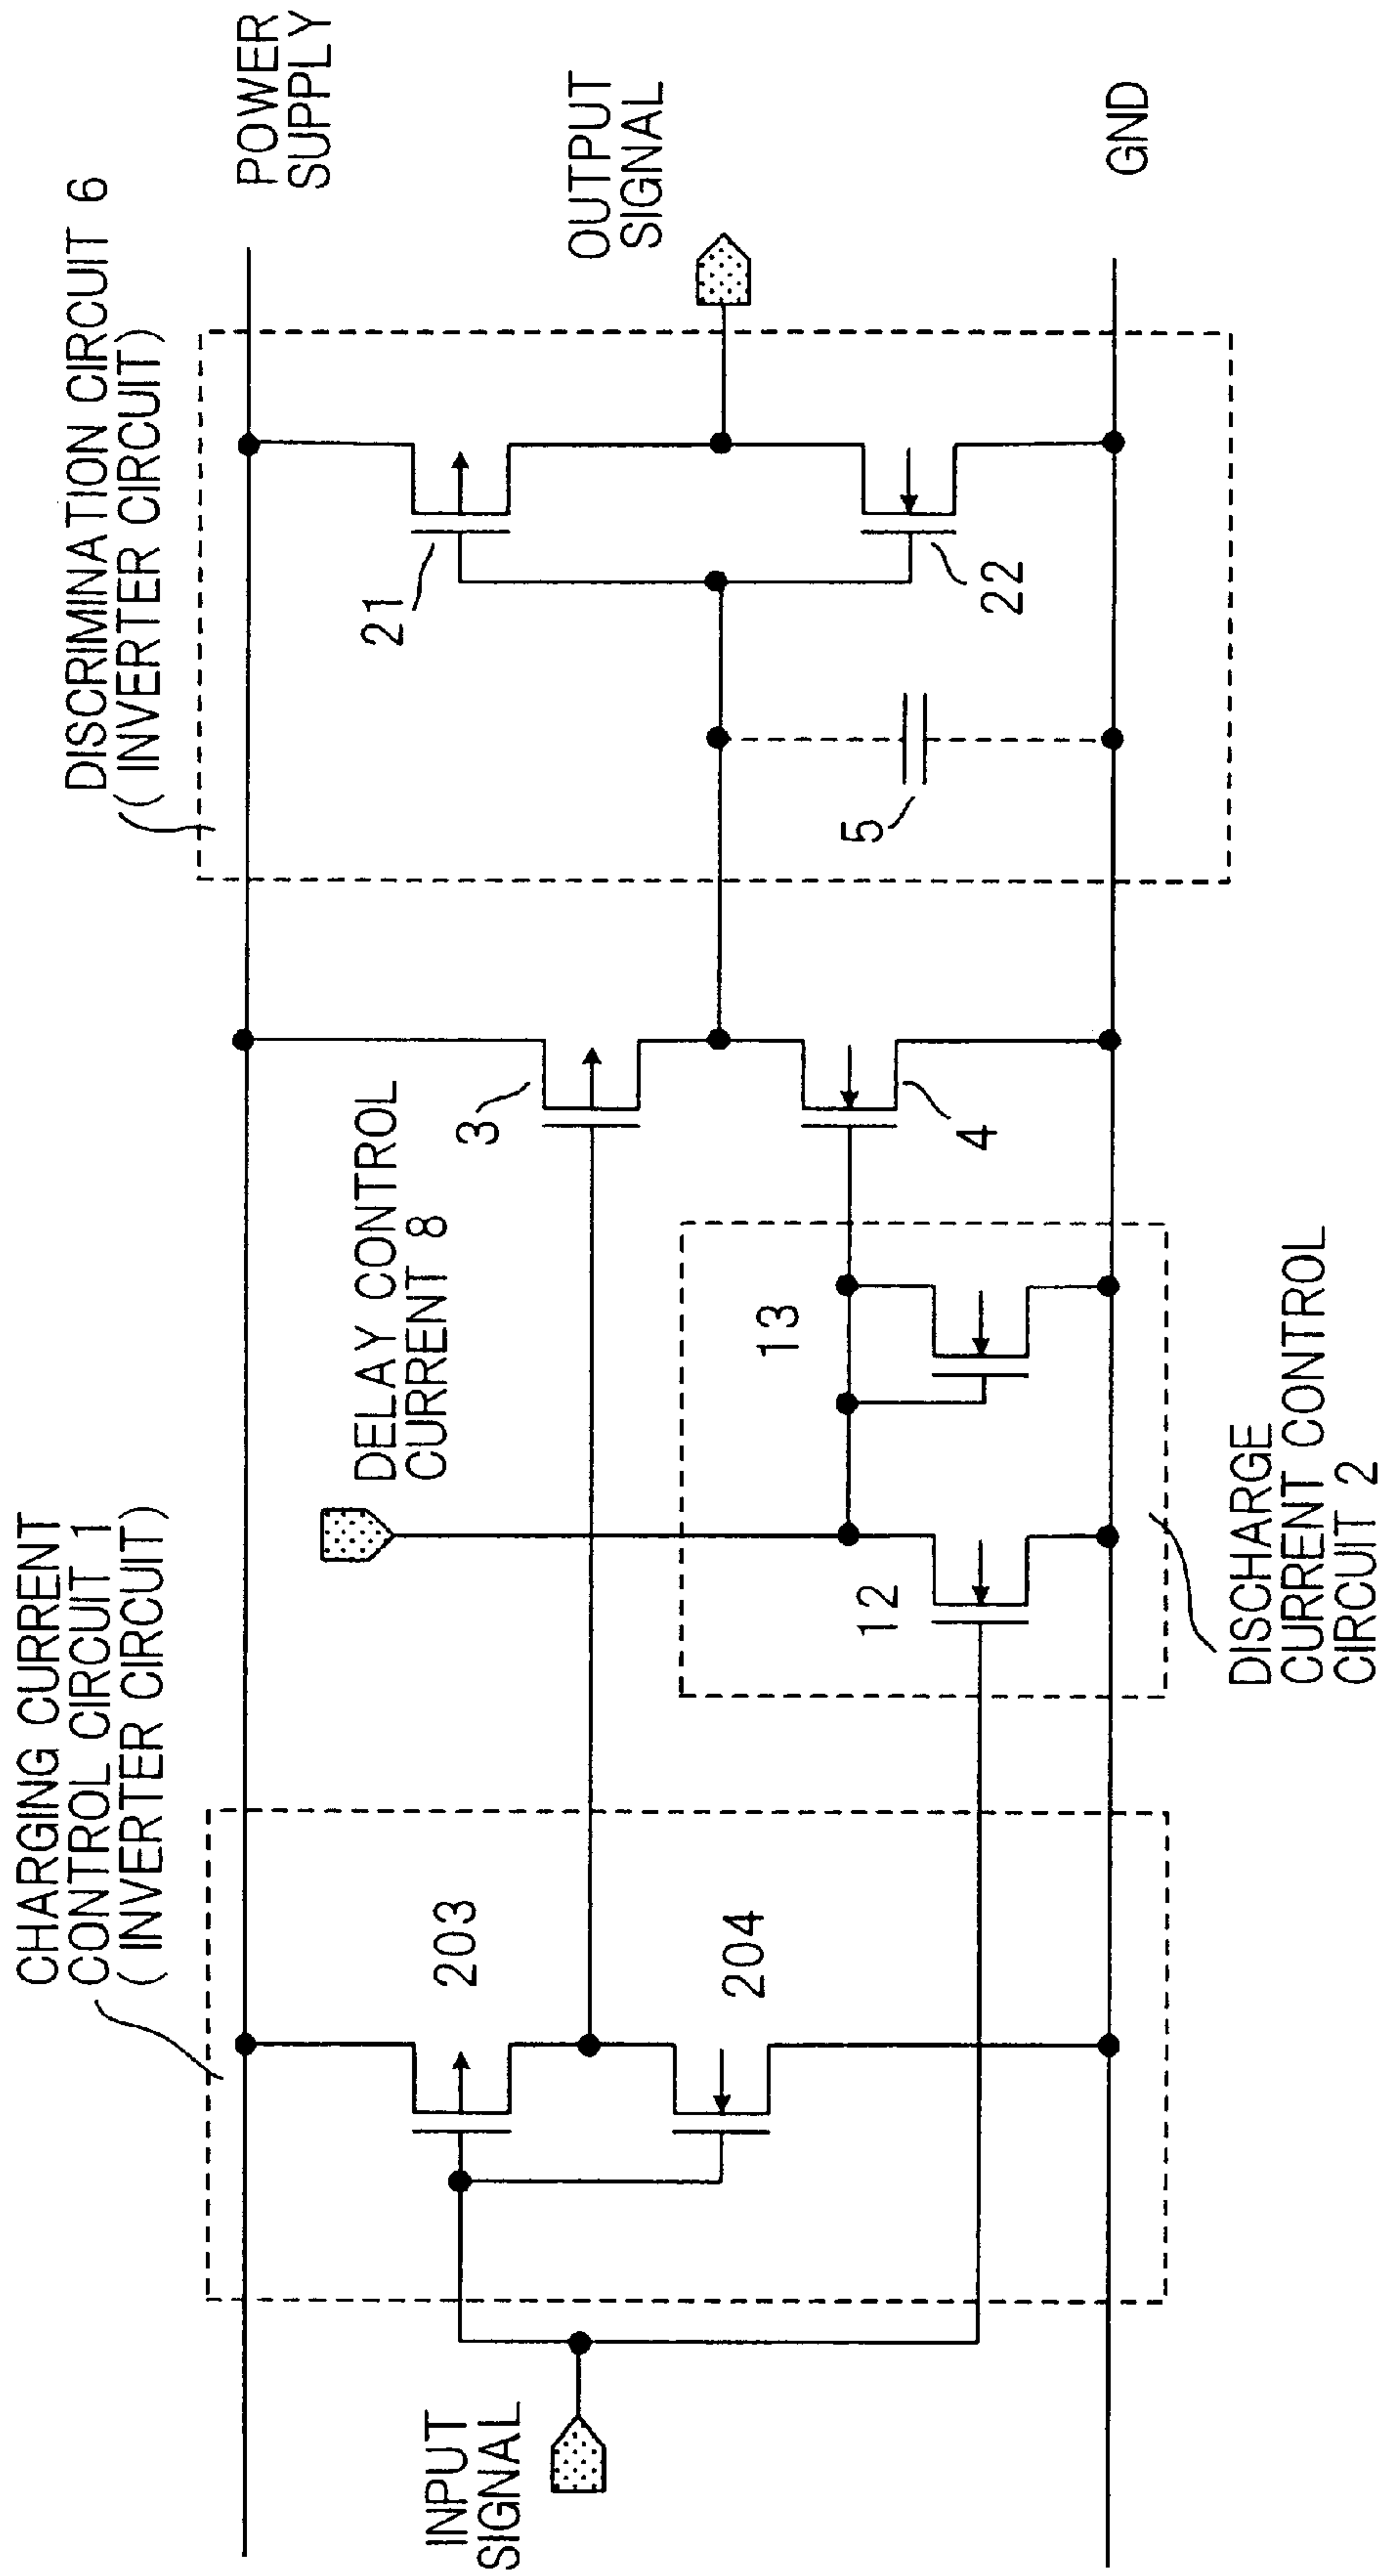 CHARGING CURRENT
CONTROL CIRCUIT 1
( INVERTER CIRCUIT)
DISCRIMINATION CIRCUIT 6
( INVERTER CIRCUIT)
POWER
SUPPLY
DELAY CONTROL
CURRENT 8
INPUT
SIGNAL
203
204
12
13
3
4
5
21
22
OUTPUT
SIGNAL
GND
DISCHARGE
CURRENT CONTROL
CIRCUIT 2